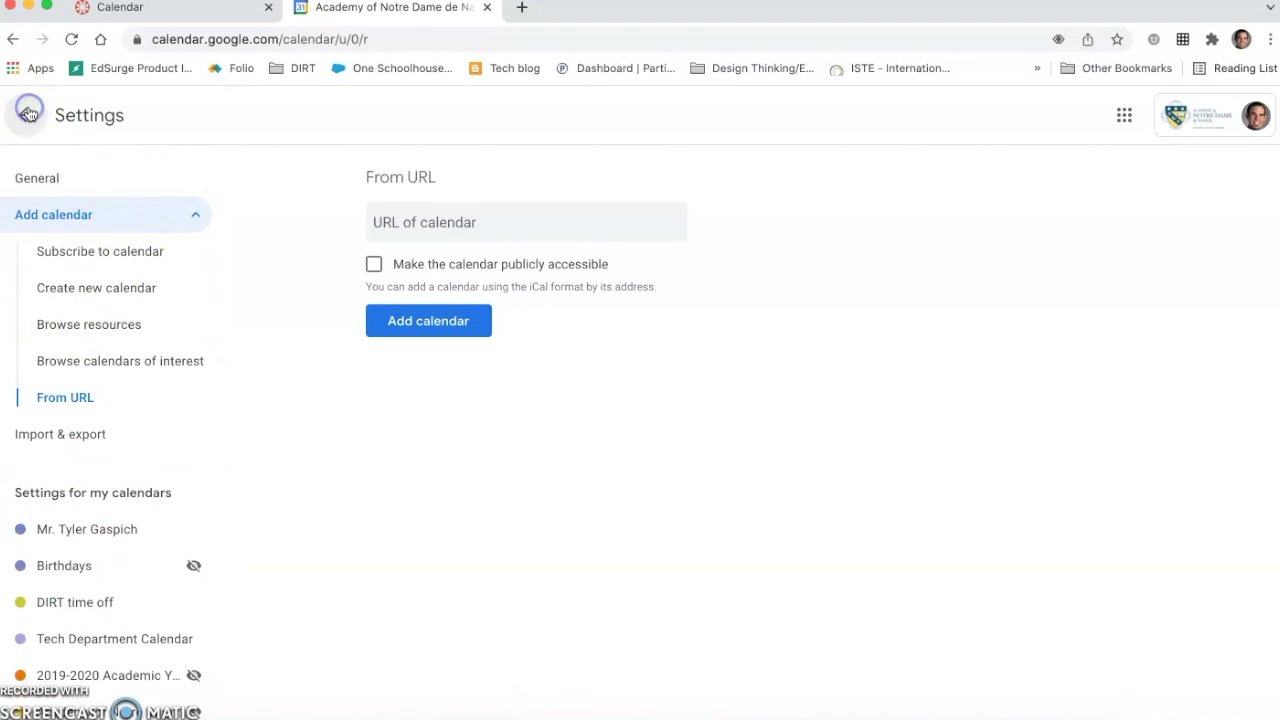 Calendar
Academy of Notre Dame de Na
calendar.google.com/calendar/u/0/r
Apps
EdSurge Product I...
Folio
DIRT
One Schoolhouse...
Tech blog
Dashboard | Parti...
Design Thinking/E...
ISTE - Internation...
»
Other Bookmarks
Reading List
Settings
NOTRE DAME
General
Add calendar
Subscribe to calendar
Create new calendar
Browse resources
Browse calendars of interest
From URL
Import & export
Settings for my calendars
Mr. Tyler Gaspich
Birthdays
DIRT time off
Tech Department Calendar
2019-2020 Academic Y...
From URL
URL of calendar
Make the calendar publicly accessible
You can add a calendar using the iCal format by its address.
Add calendar
RECORDED WITH
SCREENCAST MATIC